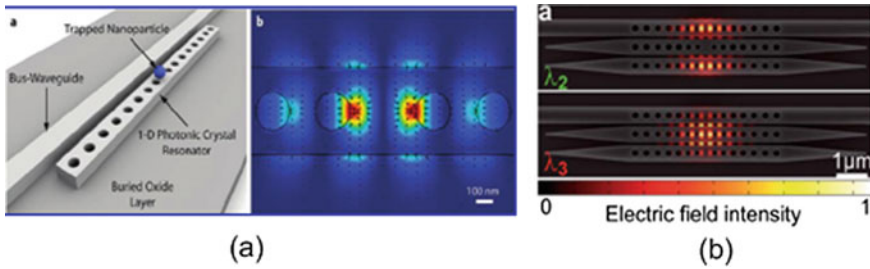 a
Trapped Nanoparticle
Bus-Waveguide
1-D Photonic Crystal
Resonator
Buried Oxide
Layer
b
100 nm
(a)
a
λ2
λ3
1μm
0
1
Electric field intensity
(b)